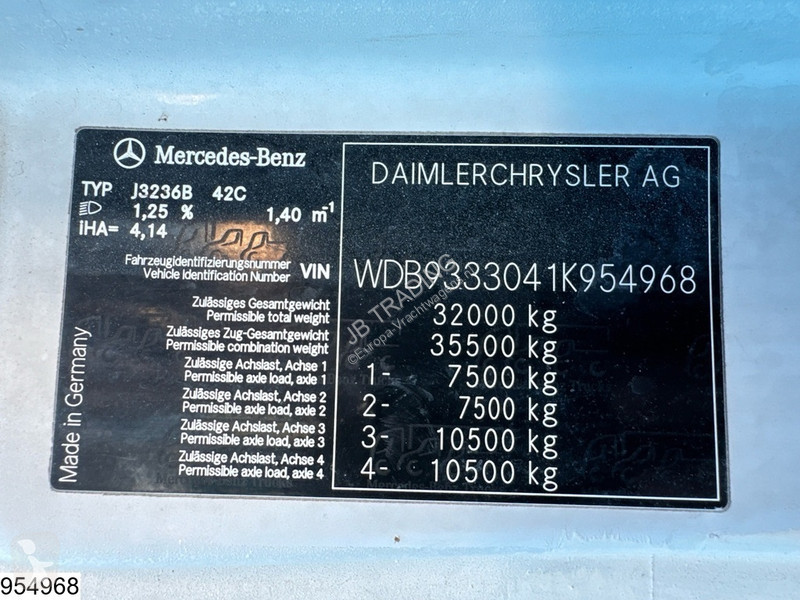 Mercedes-Benz
TYP J3236B 42C
1,25 % 1,40 m⁻¹
iHA= 4,14
Fahrzeugidentifizierungsnummer
Vehicle Identification Number VIN
Zulässiges Gesamtgewicht
Permissible total weight
Zulässiges Zug-Gesamtgewicht
Permissible combination weight
Zulässige Achslast, Achse 1
Permissible axle load, axle 1
Zulässige Achslast, Achse 2
Permissible axle load, axle 2
Zulässige Achslast, Achse 3
Permissible axle load, axle 3
Zulässige Achslast, Achse 4
Permissible axle load, axle 4
Made in Germany
DAIMLERCHRYSLER AG
WDB9333041K954968
32000 kg
35500 kg
1- 7500 kg
2- 7500 kg
3- 10500 kg
4- 10500 kg
JB TRADING
©Europa-Vrachtwagens
954968